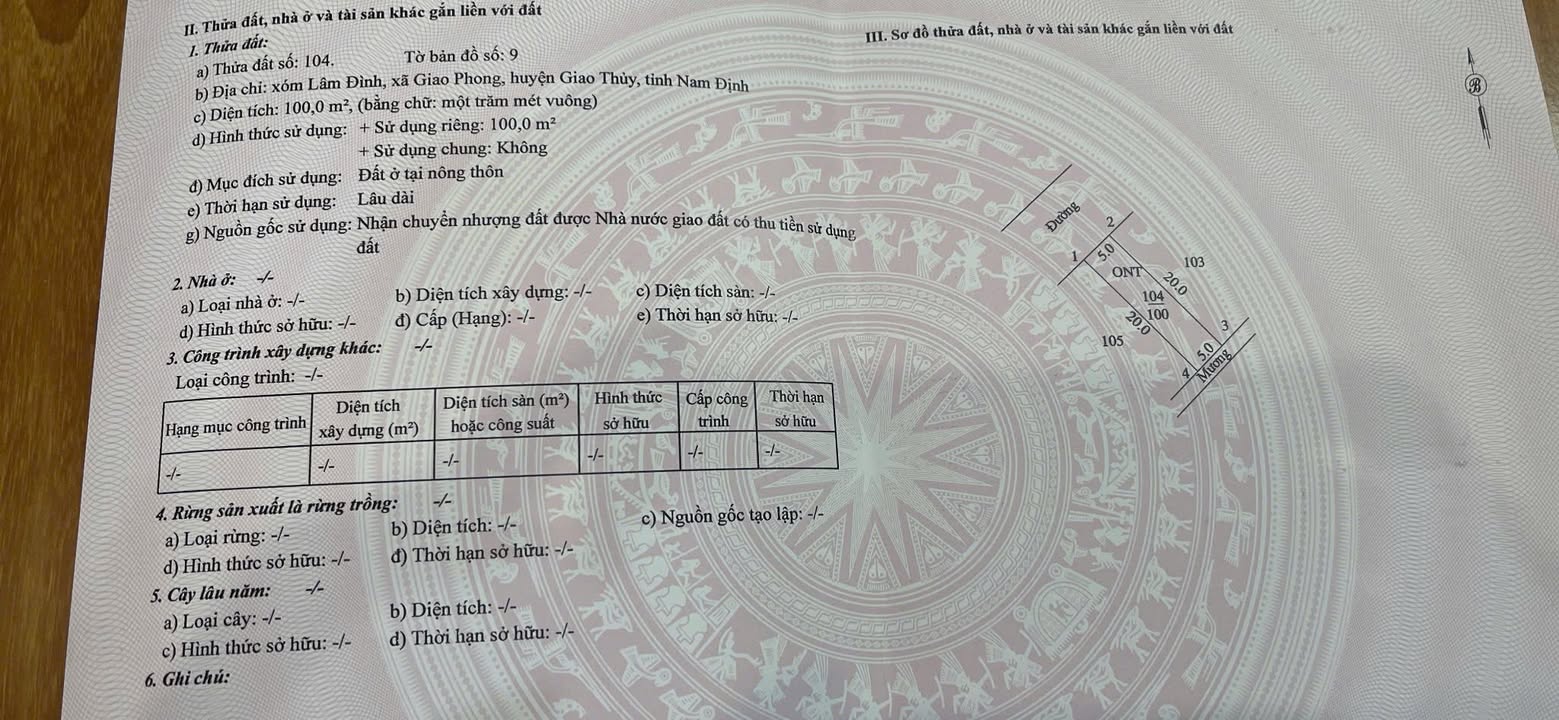 II. Thửa đất, nhà ở và tài sản khác gắn liền với đất
1. Thửa đất:
a) Thửa đất số: 104. Tờ bản đồ số: 9
b) Địa chỉ: xóm Lâm Đình, xã Giao Phong, huyện Giao Thủy, tỉnh Nam Định
c) Diện tích: 100,0 m², (bằng chữ: một trăm mét vuông)
d) Hình thức sử dụng: + Sử dụng riêng: 100,0 m²
+ Sử dụng chung: Không
đ) Mục đích sử dụng: Đất ở tại nông thôn
e) Thời hạn sử dụng: Lâu dài
g) Nguồn gốc sử dụng: Nhận chuyển nhượng đất được Nhà nước giao đất có thu tiền sử dụng
đất
2. Nhà ở: -/-
a) Loại nhà ở: -/- b) Diện tích xây dựng: -/- c) Diện tích sàn: -/-
d) Hình thức sở hữu: -/- đ) Cấp (Hạng): -/- e) Thời hạn sở hữu: -/-
3. Công trình xây dựng khác: -/-
Loại công trình: -/-
Hạng mục công trình | Diện tích xây dựng (m²) | Diện tích sàn (m²) hoặc công suất | Hình thức sở hữu | Cấp công trình | Thời hạn sở hữu
-/- | -/- | -/- | -/- | -/- | -/-
4. Rừng sản xuất là rừng trồng: -/-
a) Loại rừng: -/- b) Diện tích: -/- c) Nguồn gốc tạo lập: -/-
d) Hình thức sở hữu: -/- đ) Thời hạn sở hữu: -/-
5. Cây lâu năm: -/-
a) Loại cây: -/- b) Diện tích: -/-
c) Hình thức sở hữu: -/- d) Thời hạn sở hữu: -/-
6. Ghi chú:
III. Sơ đồ thửa đất, nhà ở và tài sản khác gắn liền với đất
B
Đường
2
1
5.0
103
ONT
20.0
104
100
20.0
105
3
5.0
4
Mương